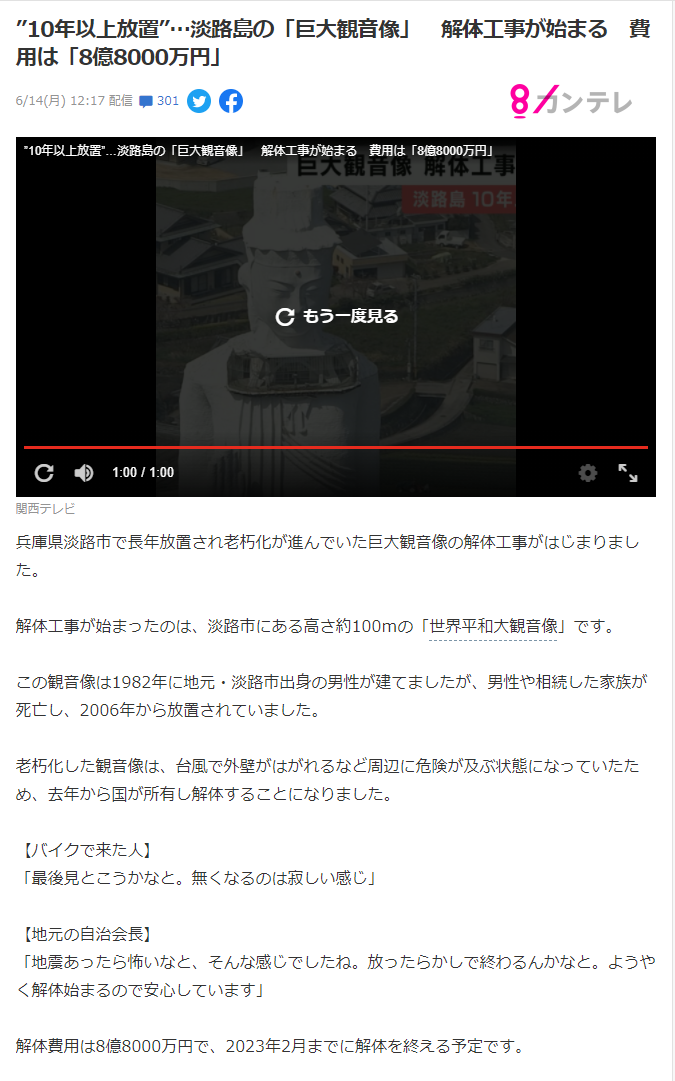 ”10年以上放置”…淡路島の「巨大観音像」　解体工事が始まる　費
用は「8億8000万円」
6/14(月) 12:17 配信 301
8 カンテレ
”10年以上放置”…淡路島の「巨大観音像」　解体工事が始まる　費用は「8億8000万円」
巨大観音像 解体工事
淡路島 10年
もう一度見る
1:00 / 1:00
関西テレビ
兵庫県淡路市で長年放置され老朽化が進んでいた巨大観音像の解体工事がはじまりまし
た。
解体工事が始まったのは、淡路市にある高さ約100mの「世界平和大観音像」です。
この観音像は1982年に地元・淡路市出身の男性が建てましたが、男性や相続した家族が
死亡し、2006年から放置されていました。
老朽化した観音像は、台風で外壁がはがれるなど周辺に危険が及ぶ状態になっていたた
め、去年から国が所有し解体することになりました。
【バイクで来た人】
「最後見とこうかなと。無くなるのは寂しい感じ」
【地元の自治会長】
「地震あったら怖いなと、そんな感じでしたね。放ったらかしで終わるんかなと。ようや
く解体始まるので安心しています」
解体費用は8億8000万円で、2023年2月までに解体を終える予定です。